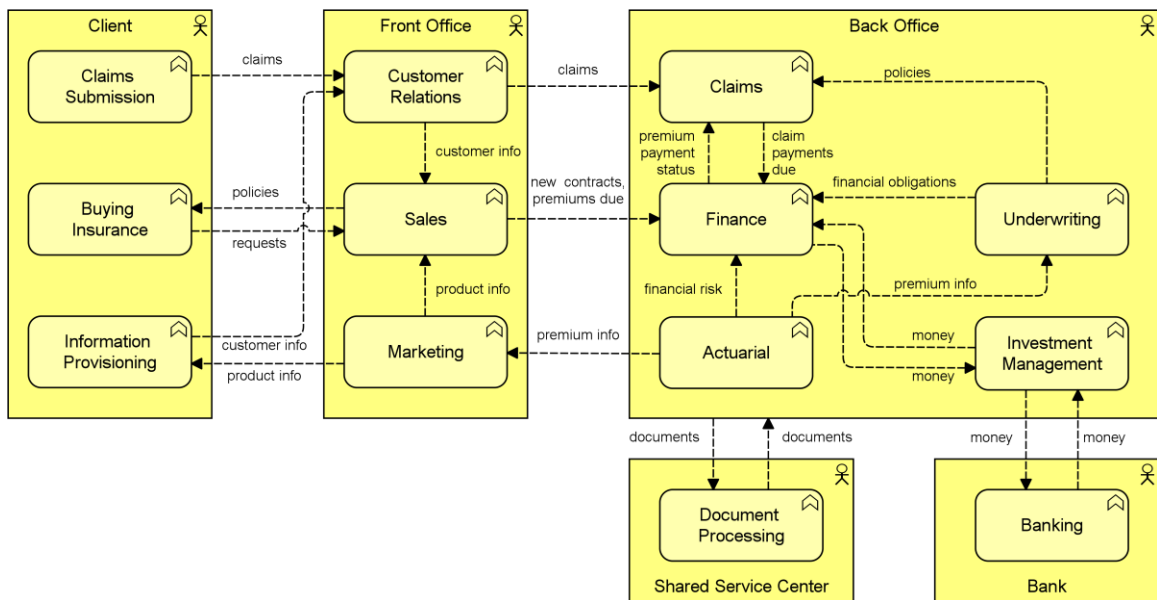 Client
Front Office
Back Office
Claims
Submission
claims
Customer
Relations
claims
Claims
policies
customer info
premium
payment
status
claim
payments
due
Buying
Insurance
policies
requests
Sales
new contracts,
premiums due
Finance
financial obligations
Underwriting
product info
financial risk
premium info
Information
Provisioning
customer info
product info
Marketing
premium info
Actuarial
money
money
Investment
Management
documents
documents
money
money
Document
Processing
Banking
Shared Service Center
Bank